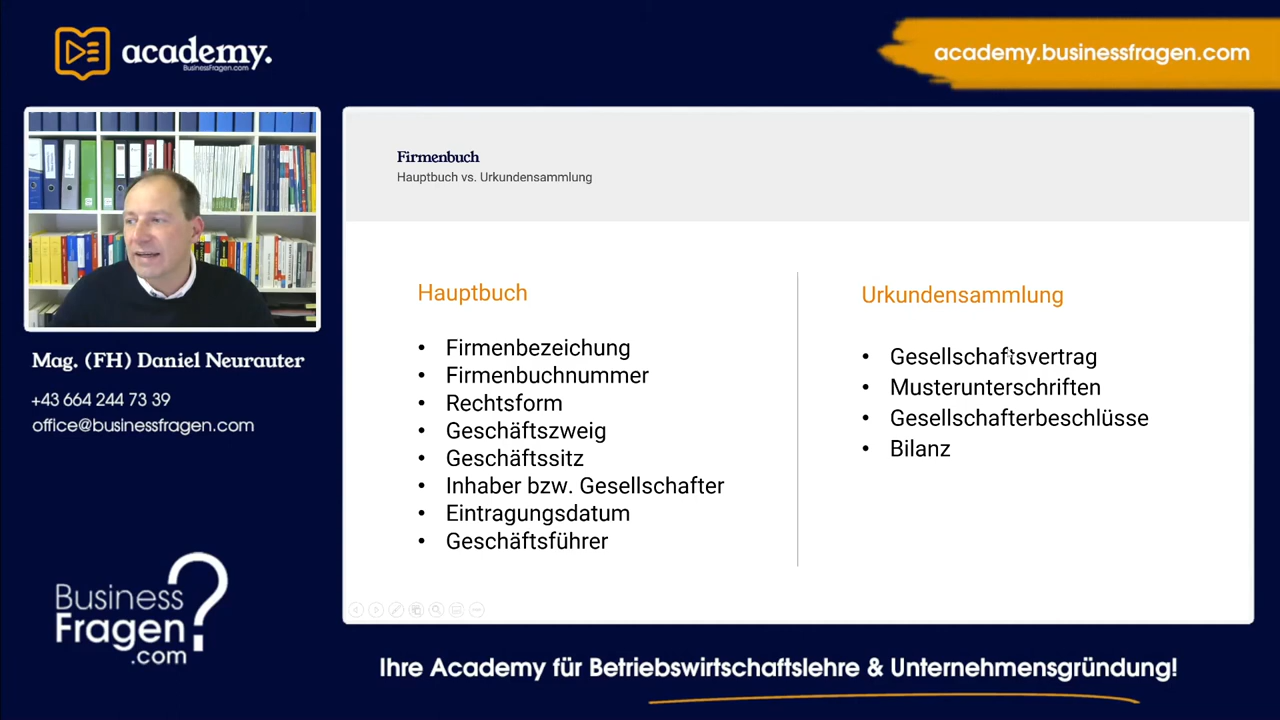 academy.
BusinessFragen.com
academy.businessfragen.com
Firmenbuch
Hauptbuch vs. Urkundensammlung
Mag. (FH) Daniel Neurauter
+43 664 244 73 39
office@businessfragen.com
Hauptbuch
• Firmenbezeichung
• Firmenbuchnummer
• Rechtsform
• Geschäftszweig
• Geschäftssitz
• Inhaber bzw. Gesellschafter
• Eintragungsdatum
• Geschäftsführer
Urkundensammlung
• Gesellschaftsvertrag
• Musterunterschriften
• Gesellschafterbeschlüsse
• Bilanz
Business
Fragen
.com
?
Ihre Academy für Betriebswirtschaftslehre & Unternehmensgründung!